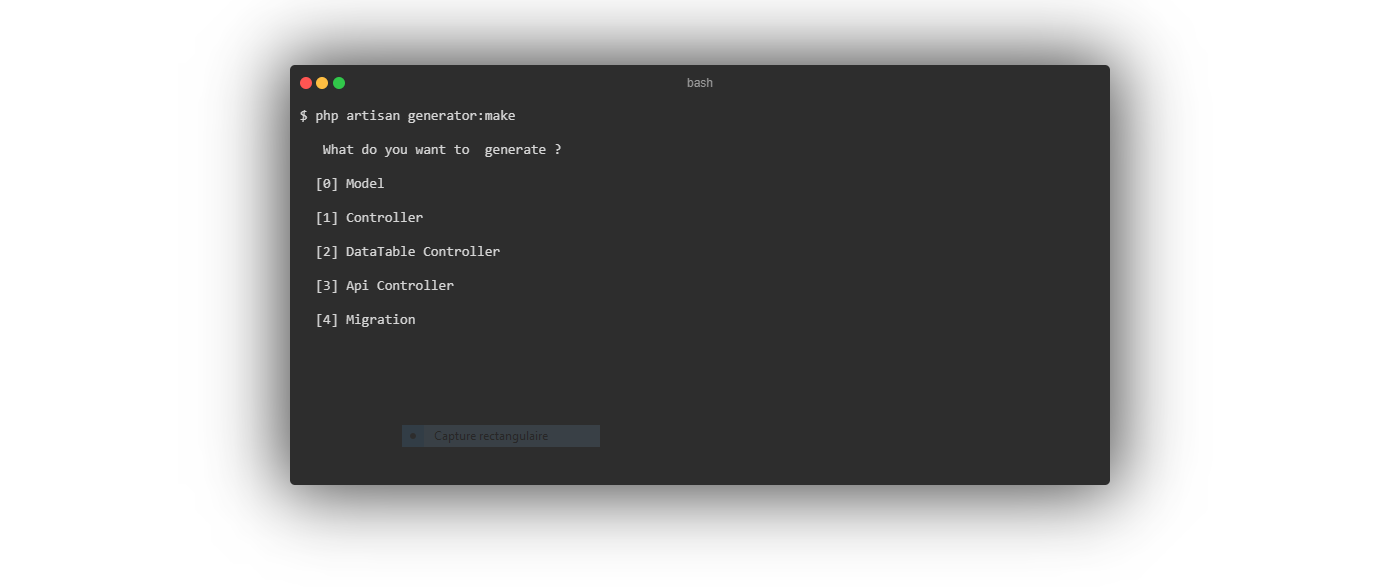 bash
$ php artisan generator:make
What do you want to  generate ?
[0] Model
[1] Controller
[2] DataTable Controller
[3] Api Controller
[4] Migration
Capture rectangulaire